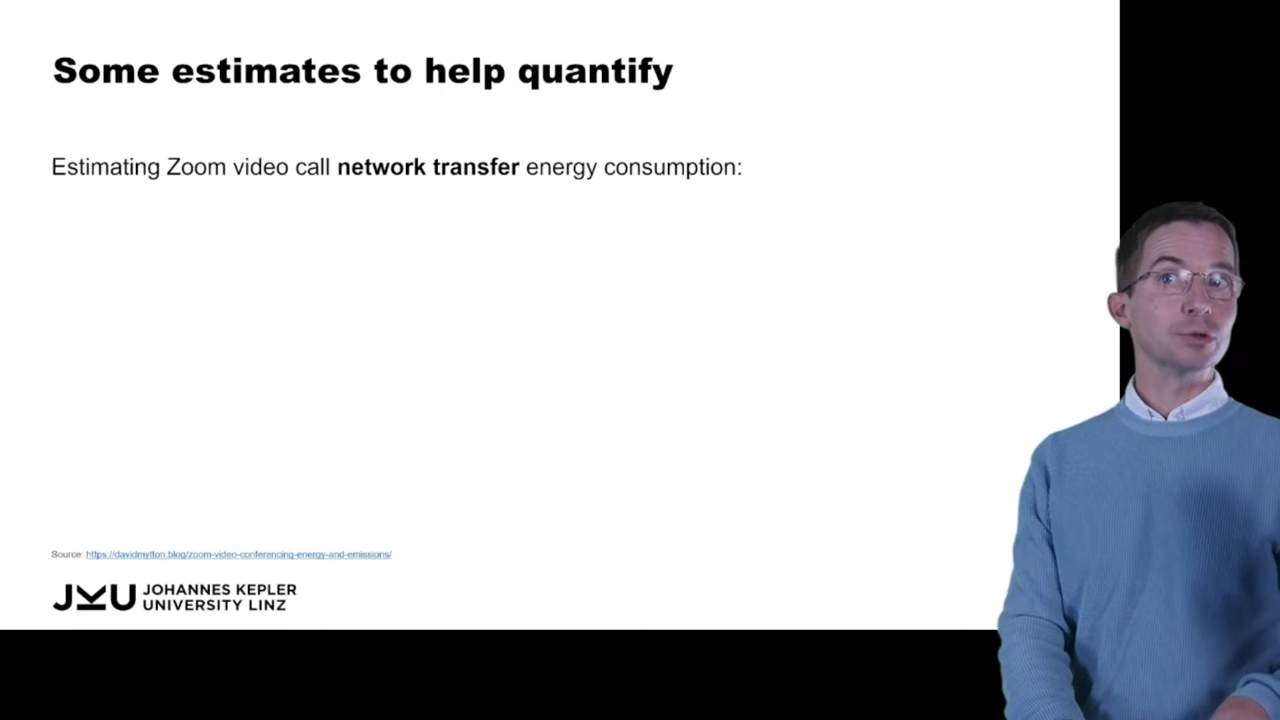 Some estimates to help quantify
Estimating Zoom video call network transfer energy consumption:
Source: https://davidmytton.blog/zoom-video-conferencing-energy-and-emissions/
JKU JOHANNES KEPLER
UNIVERSITY LINZ